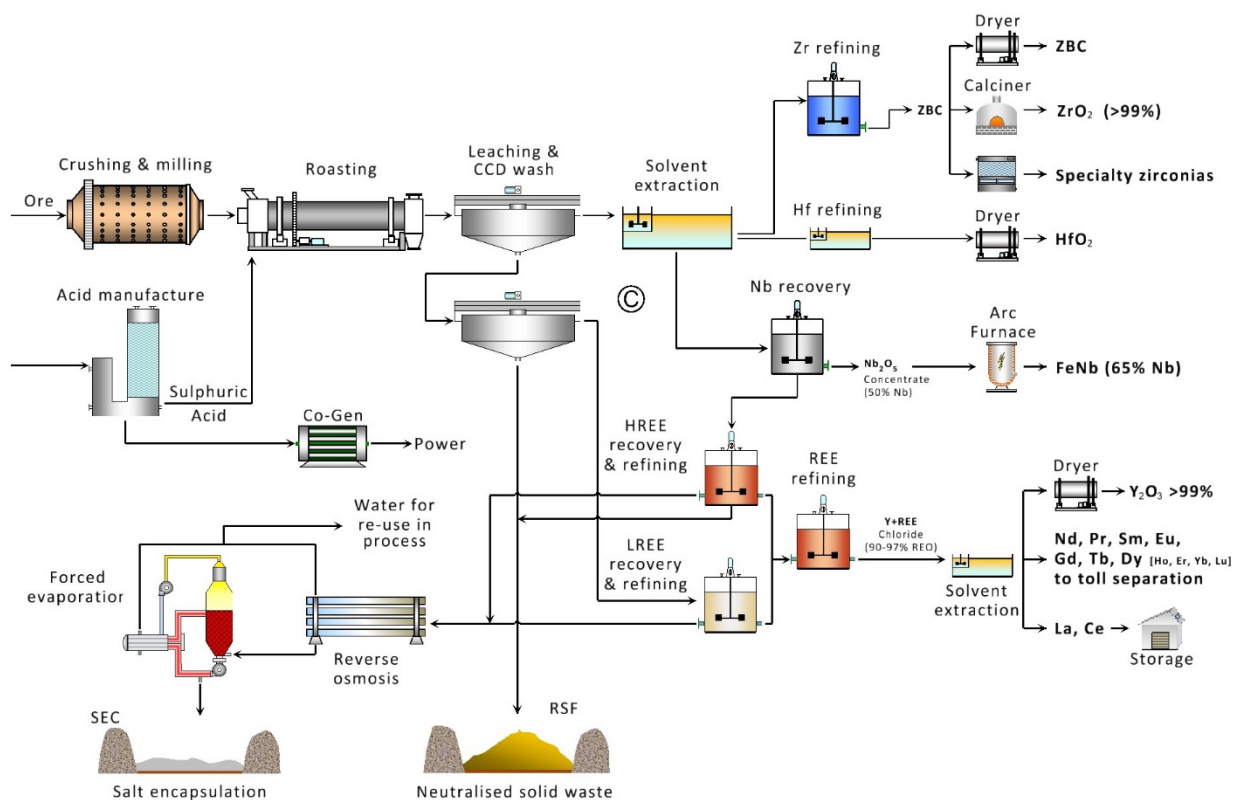 Dryer
ZBC
Zr refining
Calciner
ZBC
ZrO₂ (>99%)
Crushing & milling
Roasting
Leaching &
CCD wash
Solvent
extraction
Specialty zirconias
Ore
Hf refining
Dryer
HfO₂
Acid manufacture
©
Nb recovery
Arc
Furnace
Nb₂O₅
Concentrate
(50% Nb)
FeNb (65% Nb)
Sulphuric
Acid
Co-Gen
Power
HREE
recovery
& refining
REE
refining
Dryer
Y₂O₃ >99%
Water for
re-use in
process
Y+REE
Chloride
(90-97% REO)
Nd, Pr, Sm, Eu,
Gd, Tb, Dy [Ho, Er, Yb, Lu]
to toll separation
LREE
recovery
& refining
Forced
evaporation
Solvent
extraction
La, Ce
Storage
Reverse
osmosis
SEC
RSF
Salt encapsulation
Neutralised solid waste